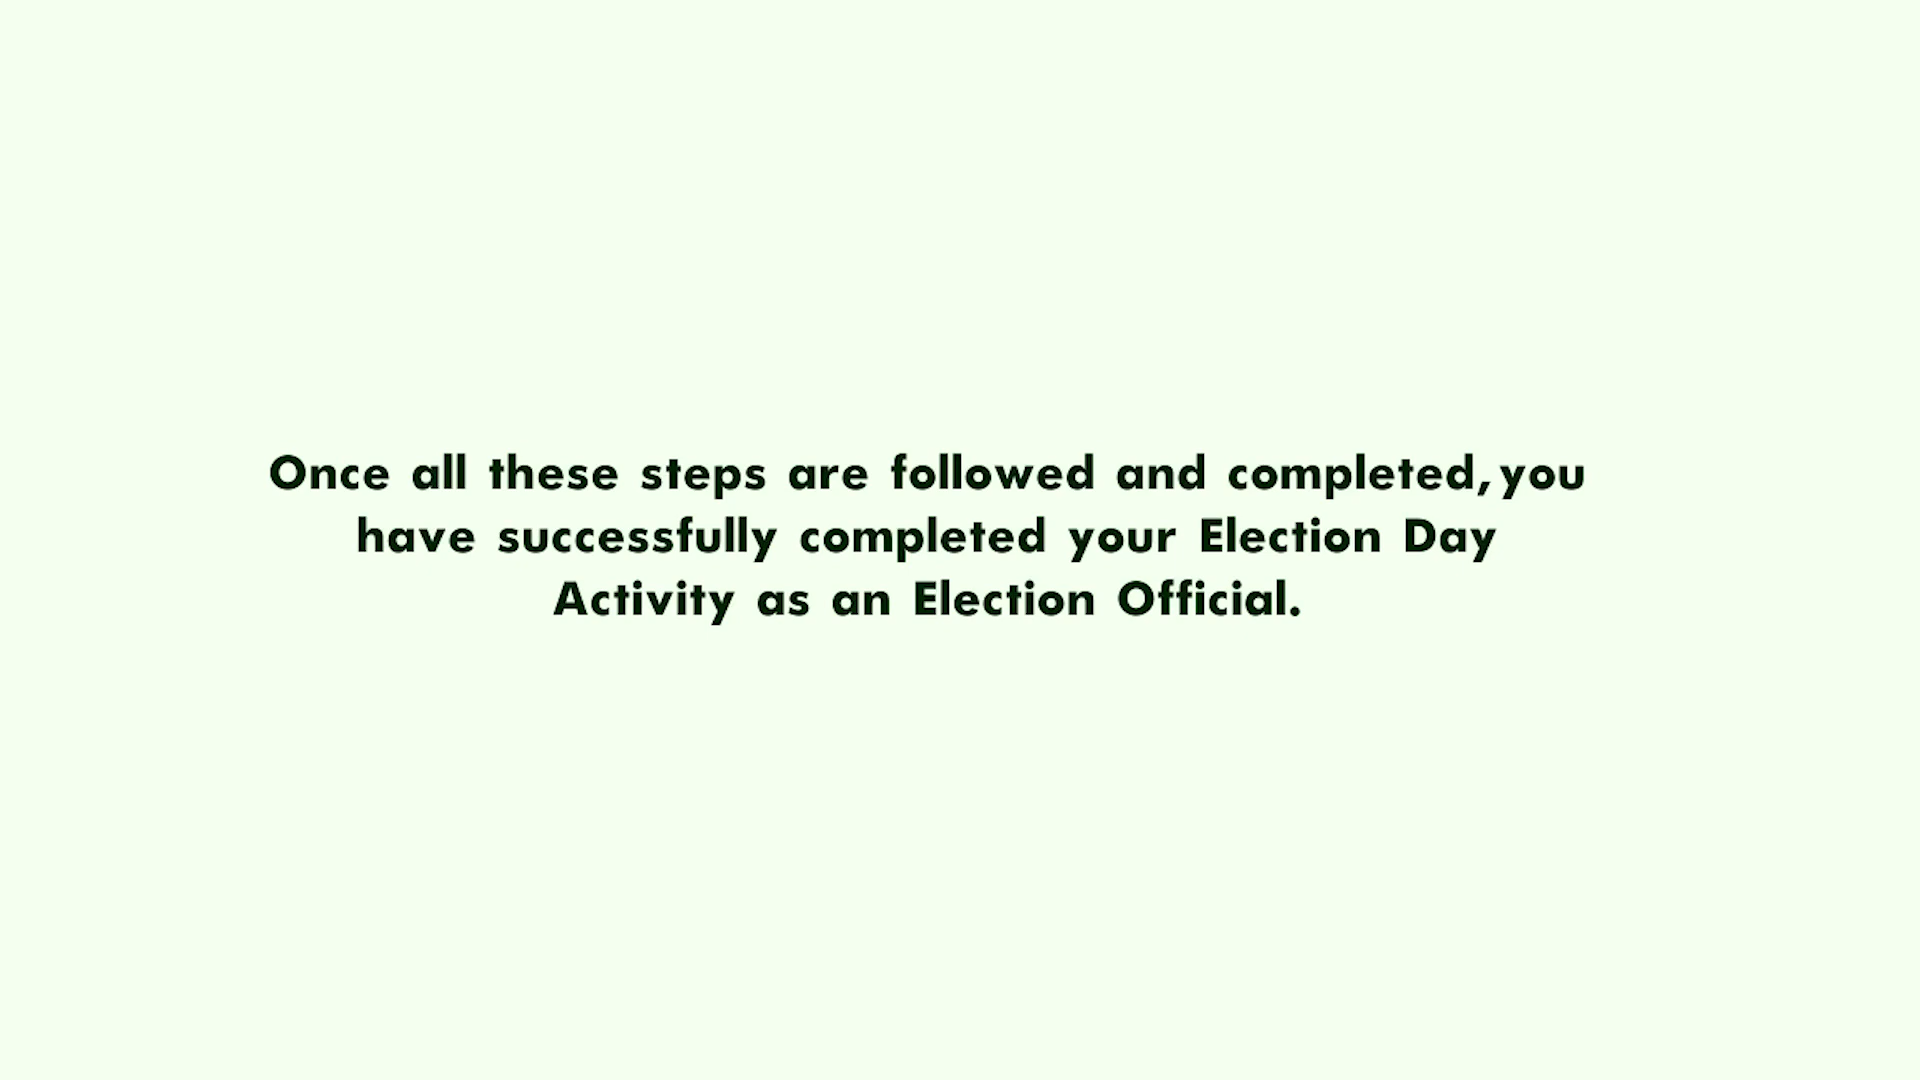 Once all these steps are followed and completed, you
have successfully completed your Election Day
Activity as an Election Official.